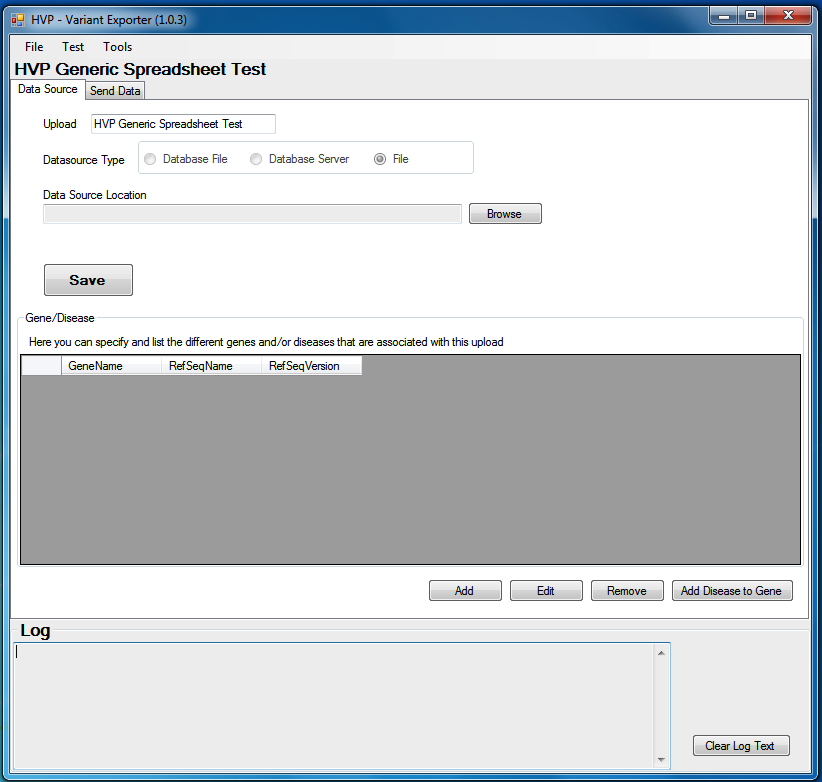 HVP - Variant Exporter (1.0.3)
File Test Tools
HVP Generic Spreadsheet Test
Data Source Send Data
Upload HVP Generic Spreadsheet Test
Datasource Type Database File Database Server File
Data Source Location
Browse
Save
Gene/Disease
Here you can specify and list the different genes and/or diseases that are associated with this upload
GeneName RefSeqName RefSeqVersion
Add Edit Remove Add Disease to Gene
Log
Clear Log Text